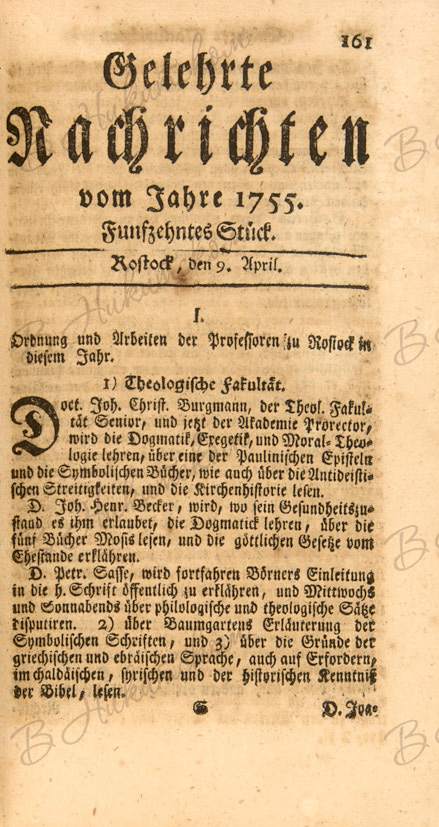 161
Gelehrte
Nachrichten
vom Jahre 1755.
Funfzehntes Stück.
Rostock, den 9. April.
I.
Ordnung und Arbeiten der Professoren zu Rostock in
diesem Jahr.
1) Theologische Fakultät.
Doct. Joh. Christ. Burgmann, der Theol. Fakul-
tät Senior, und jetzt der Akademie Prorector,
wird die Dogmatik, Exegetik, und Moral-Theo-
logie lehren, über eine der Paulinischen Episteln
und die Symbolischen Bücher, wie auch über die Antideisti-
schen Streitigkeiten, und die Kirchenhistorie lesen.
D. Joh. Henr. Becker, wird, wo sein Gesundheitszu-
stand es ihm erlaubet, die Dogmatick lehren, über die
fünf Bücher Mosis lesen, und die göttlichen Gesetze vom
Ehestande erklähren.
D. Petr. Sasse, wird fortfahren Börners Einleitung
in die h. Schrift öffentlich zu erklähren, und Mittwochs
und Sonnabends über philologische und theologische Sätze
disputiren. 2) über Baumgartens Erläuterung der
Symbolischen Schriften, und 3) über die Gründe der
griechischen und ebräischen Sprache, auch auf Erfordern,
im chaldäischen, syrischen und der historischen Kenntniß
der Bibel, lesen.
D. Joa-